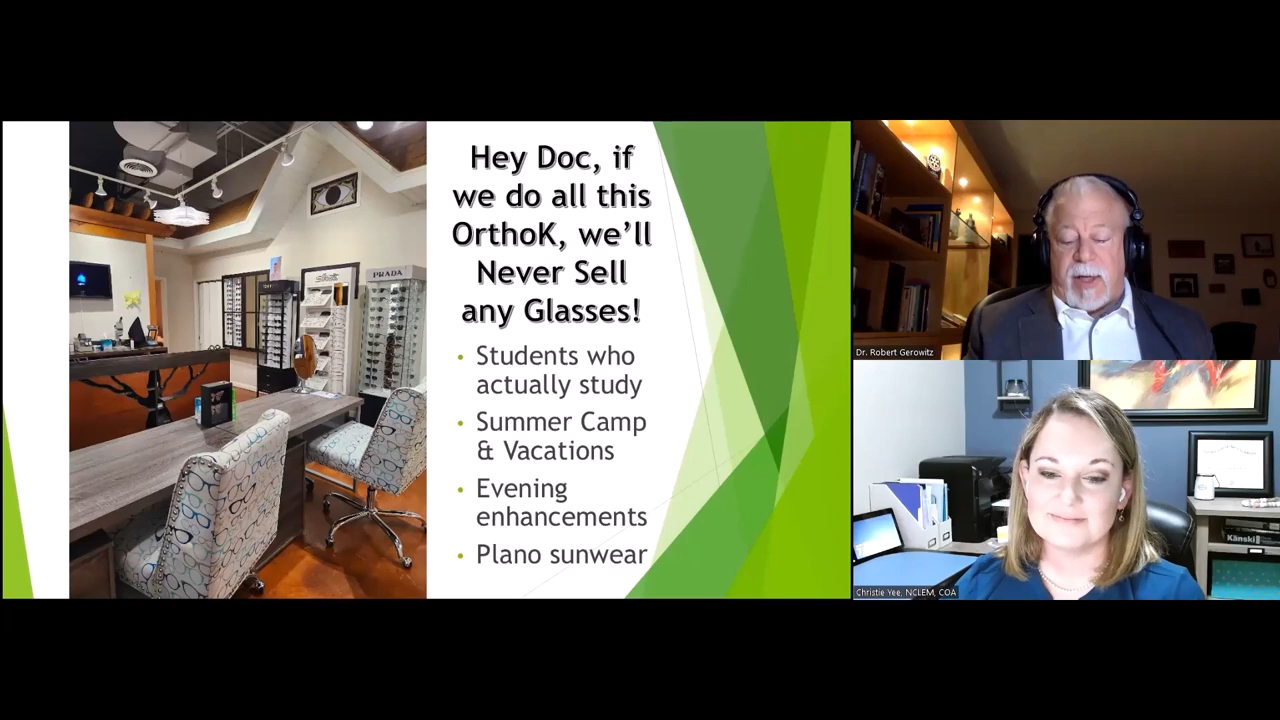 Hey Doc, if
we do all this
OrthoK, we’ll
Never Sell
any Glasses!
• Students who
actually study
• Summer Camp
& Vacations
• Evening
enhancements
• Plano sunwear
PRADA
Dr. Robert Gerowitz
Christie Yee, NCLEM, COA
Kanski